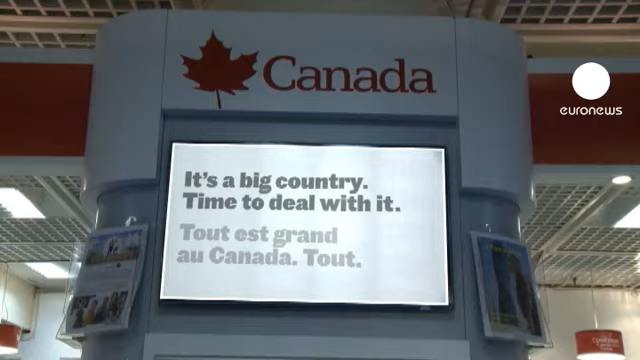 Canada
euronews
It's a big country.
Time to deal with it.
Tout est grand
au Canada. Tout.